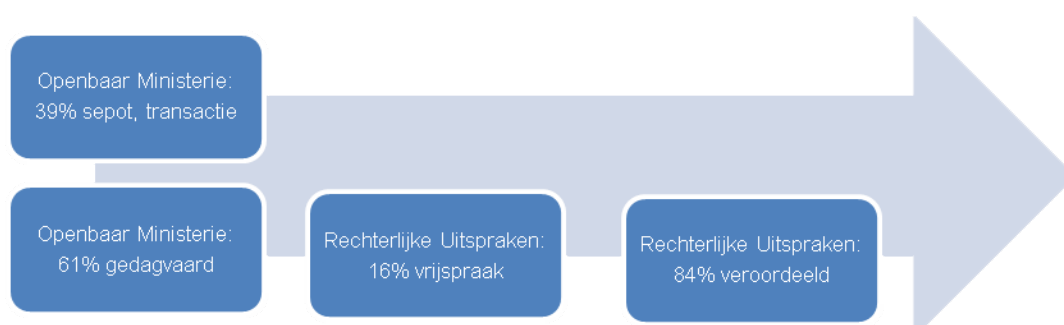 Openbaar Ministerie:
39% sepot, transactie
Openbaar Ministerie:
61% gedagvaard
Rechterlijke Uitspraken:
16% vrijspraak
Rechterlijke Uitspraken:
84% veroordeeld